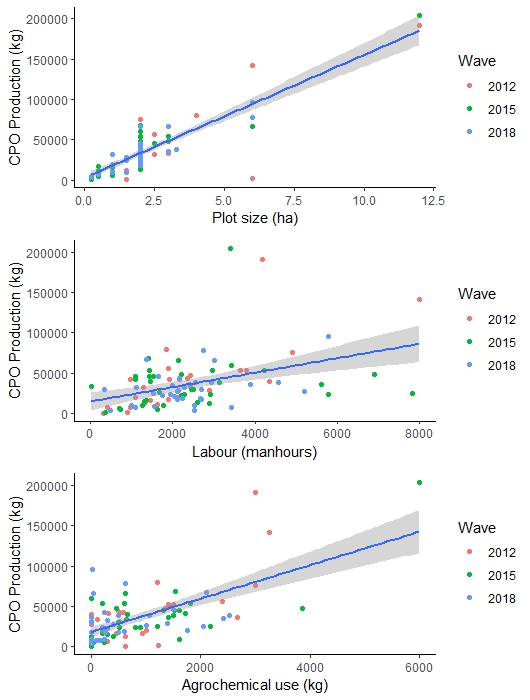 200000
150000
100000
50000
0
CPO Production (kg)
0.0 2.5 5.0 7.5 10.0 12.5
Plot size (ha)
Wave
2012
2015
2018
200000
150000
100000
50000
0
CPO Production (kg)
0 2000 4000 6000 8000
Labour (manhours)
Wave
2012
2015
2018
200000
150000
100000
50000
0
CPO Production (kg)
0 2000 4000 6000
Agrochemical use (kg)
Wave
2012
2015
2018